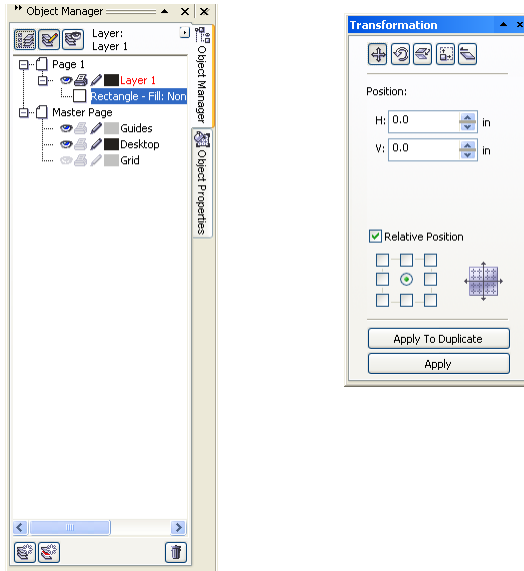 Object Manager
Layer:
Layer 1
Page 1
Layer 1
Rectangle - Fill: Non
Master Page
Guides
Desktop
Grid
Object Manager
Object Properties
Transformation
Position:
H: 0.0 in
V: 0.0 in
Relative Position
Apply To Duplicate
Apply